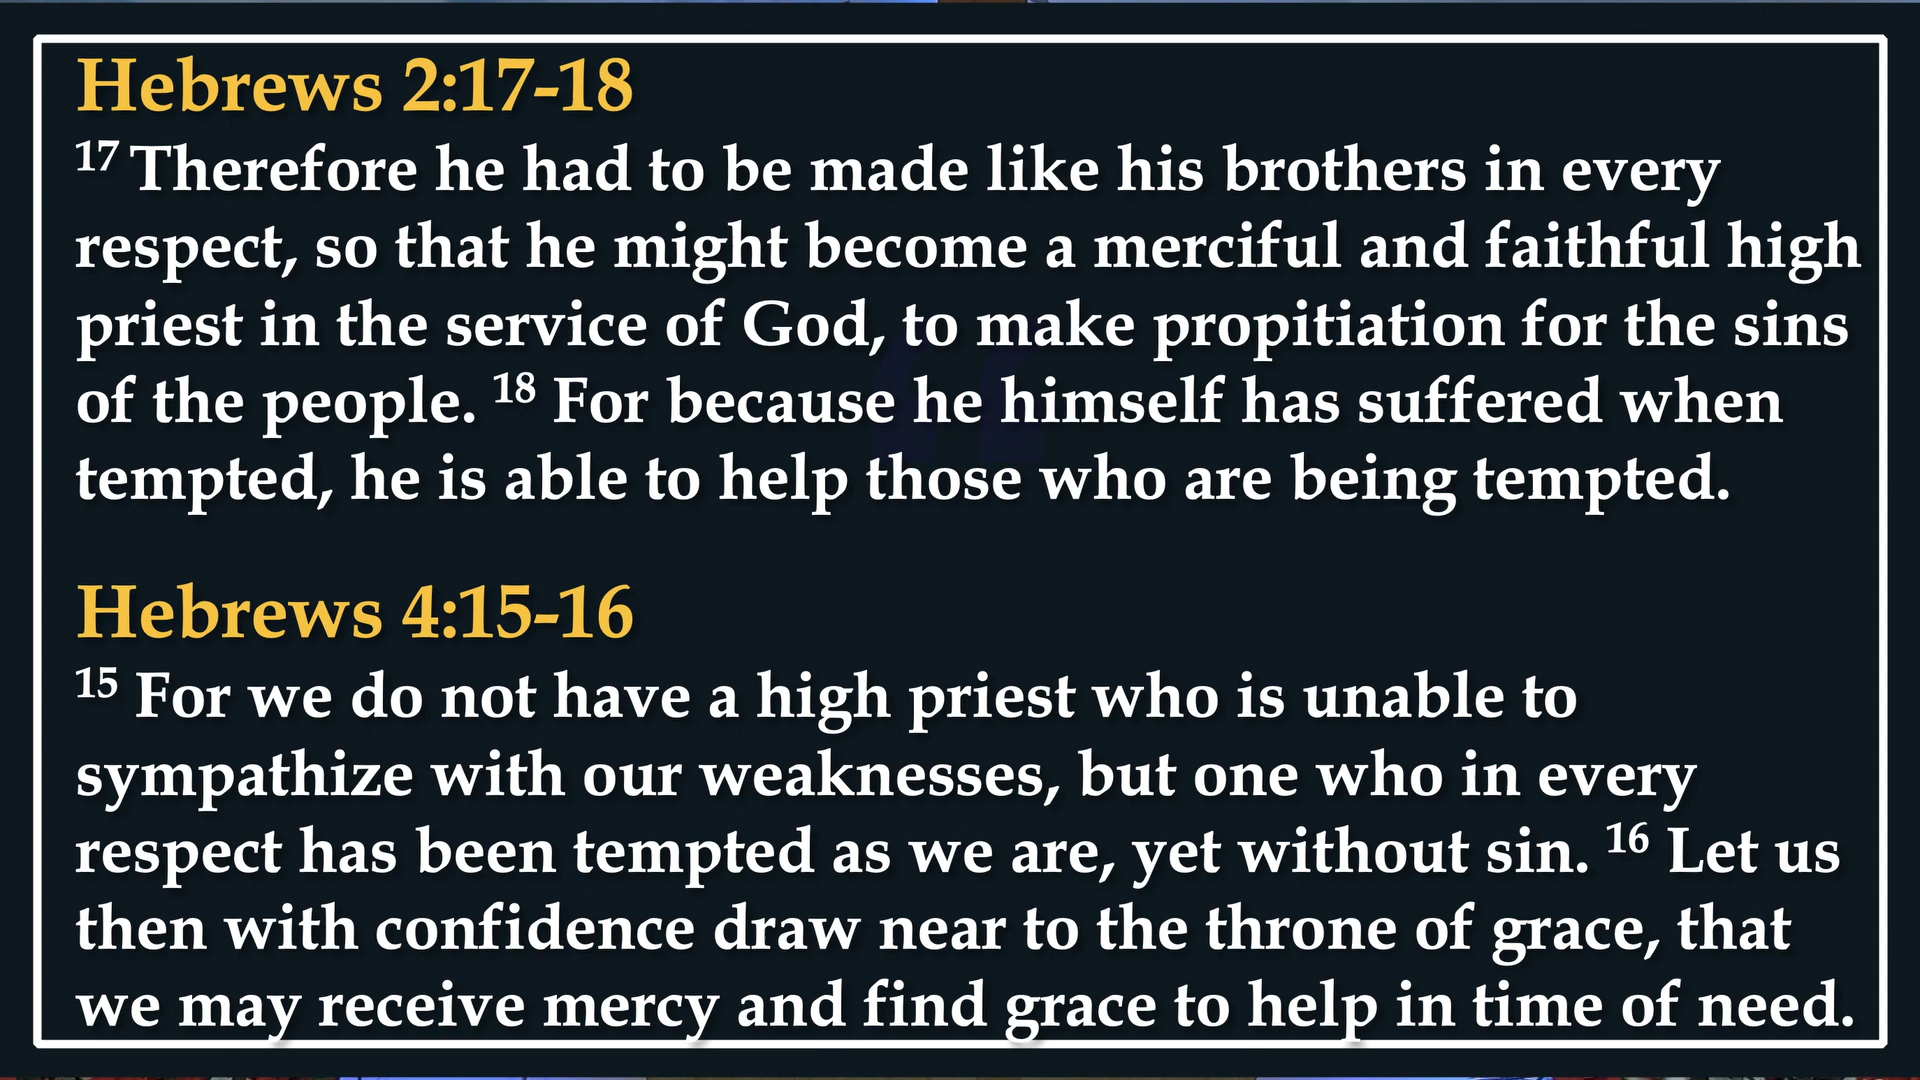 Hebrews 2:17-18
17 Therefore he had to be made like his brothers in every
respect, so that he might become a merciful and faithful high
priest in the service of God, to make propitiation for the sins
of the people. 18 For because he himself has suffered when
tempted, he is able to help those who are being tempted.
Hebrews 4:15-16
15 For we do not have a high priest who is unable to
sympathize with our weaknesses, but one who in every
respect has been tempted as we are, yet without sin. 16 Let us
then with confidence draw near to the throne of grace, that
we may receive mercy and find grace to help in time of need.